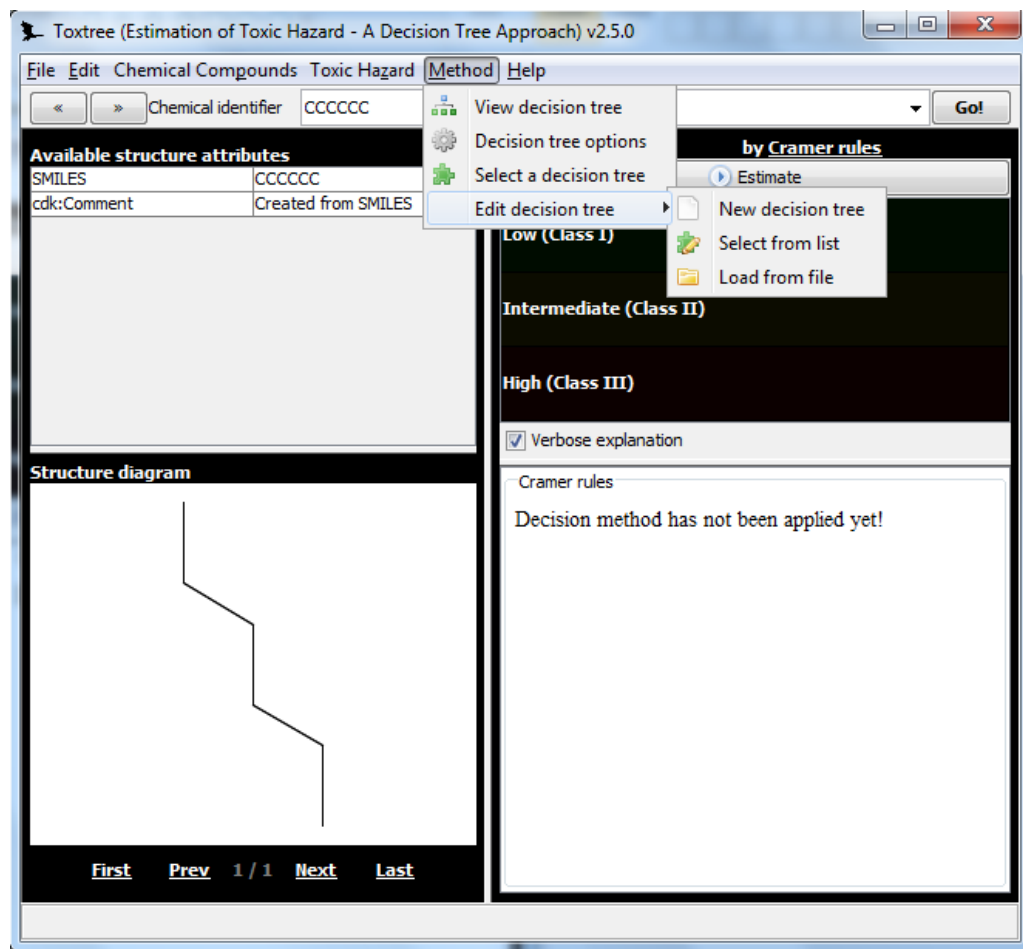 Toxtree (Estimation of Toxic Hazard - A Decision Tree Approach) v2.5.0
File Edit Chemical Compounds Toxic Hazard Method Help
« » Chemical identifier CCCCCC Go!
View decision tree
Decision tree options
Select a decision tree
Edit decision tree
New decision tree
Select from list
Load from file
Available structure attributes
SMILES CCCCCC
cdk:Comment Created from SMILES
Structure diagram
First Prev 1 / 1 Next Last
by Cramer rules
Estimate
Low (Class I)
Intermediate (Class II)
High (Class III)
Verbose explanation
Cramer rules
Decision method has not been applied yet!